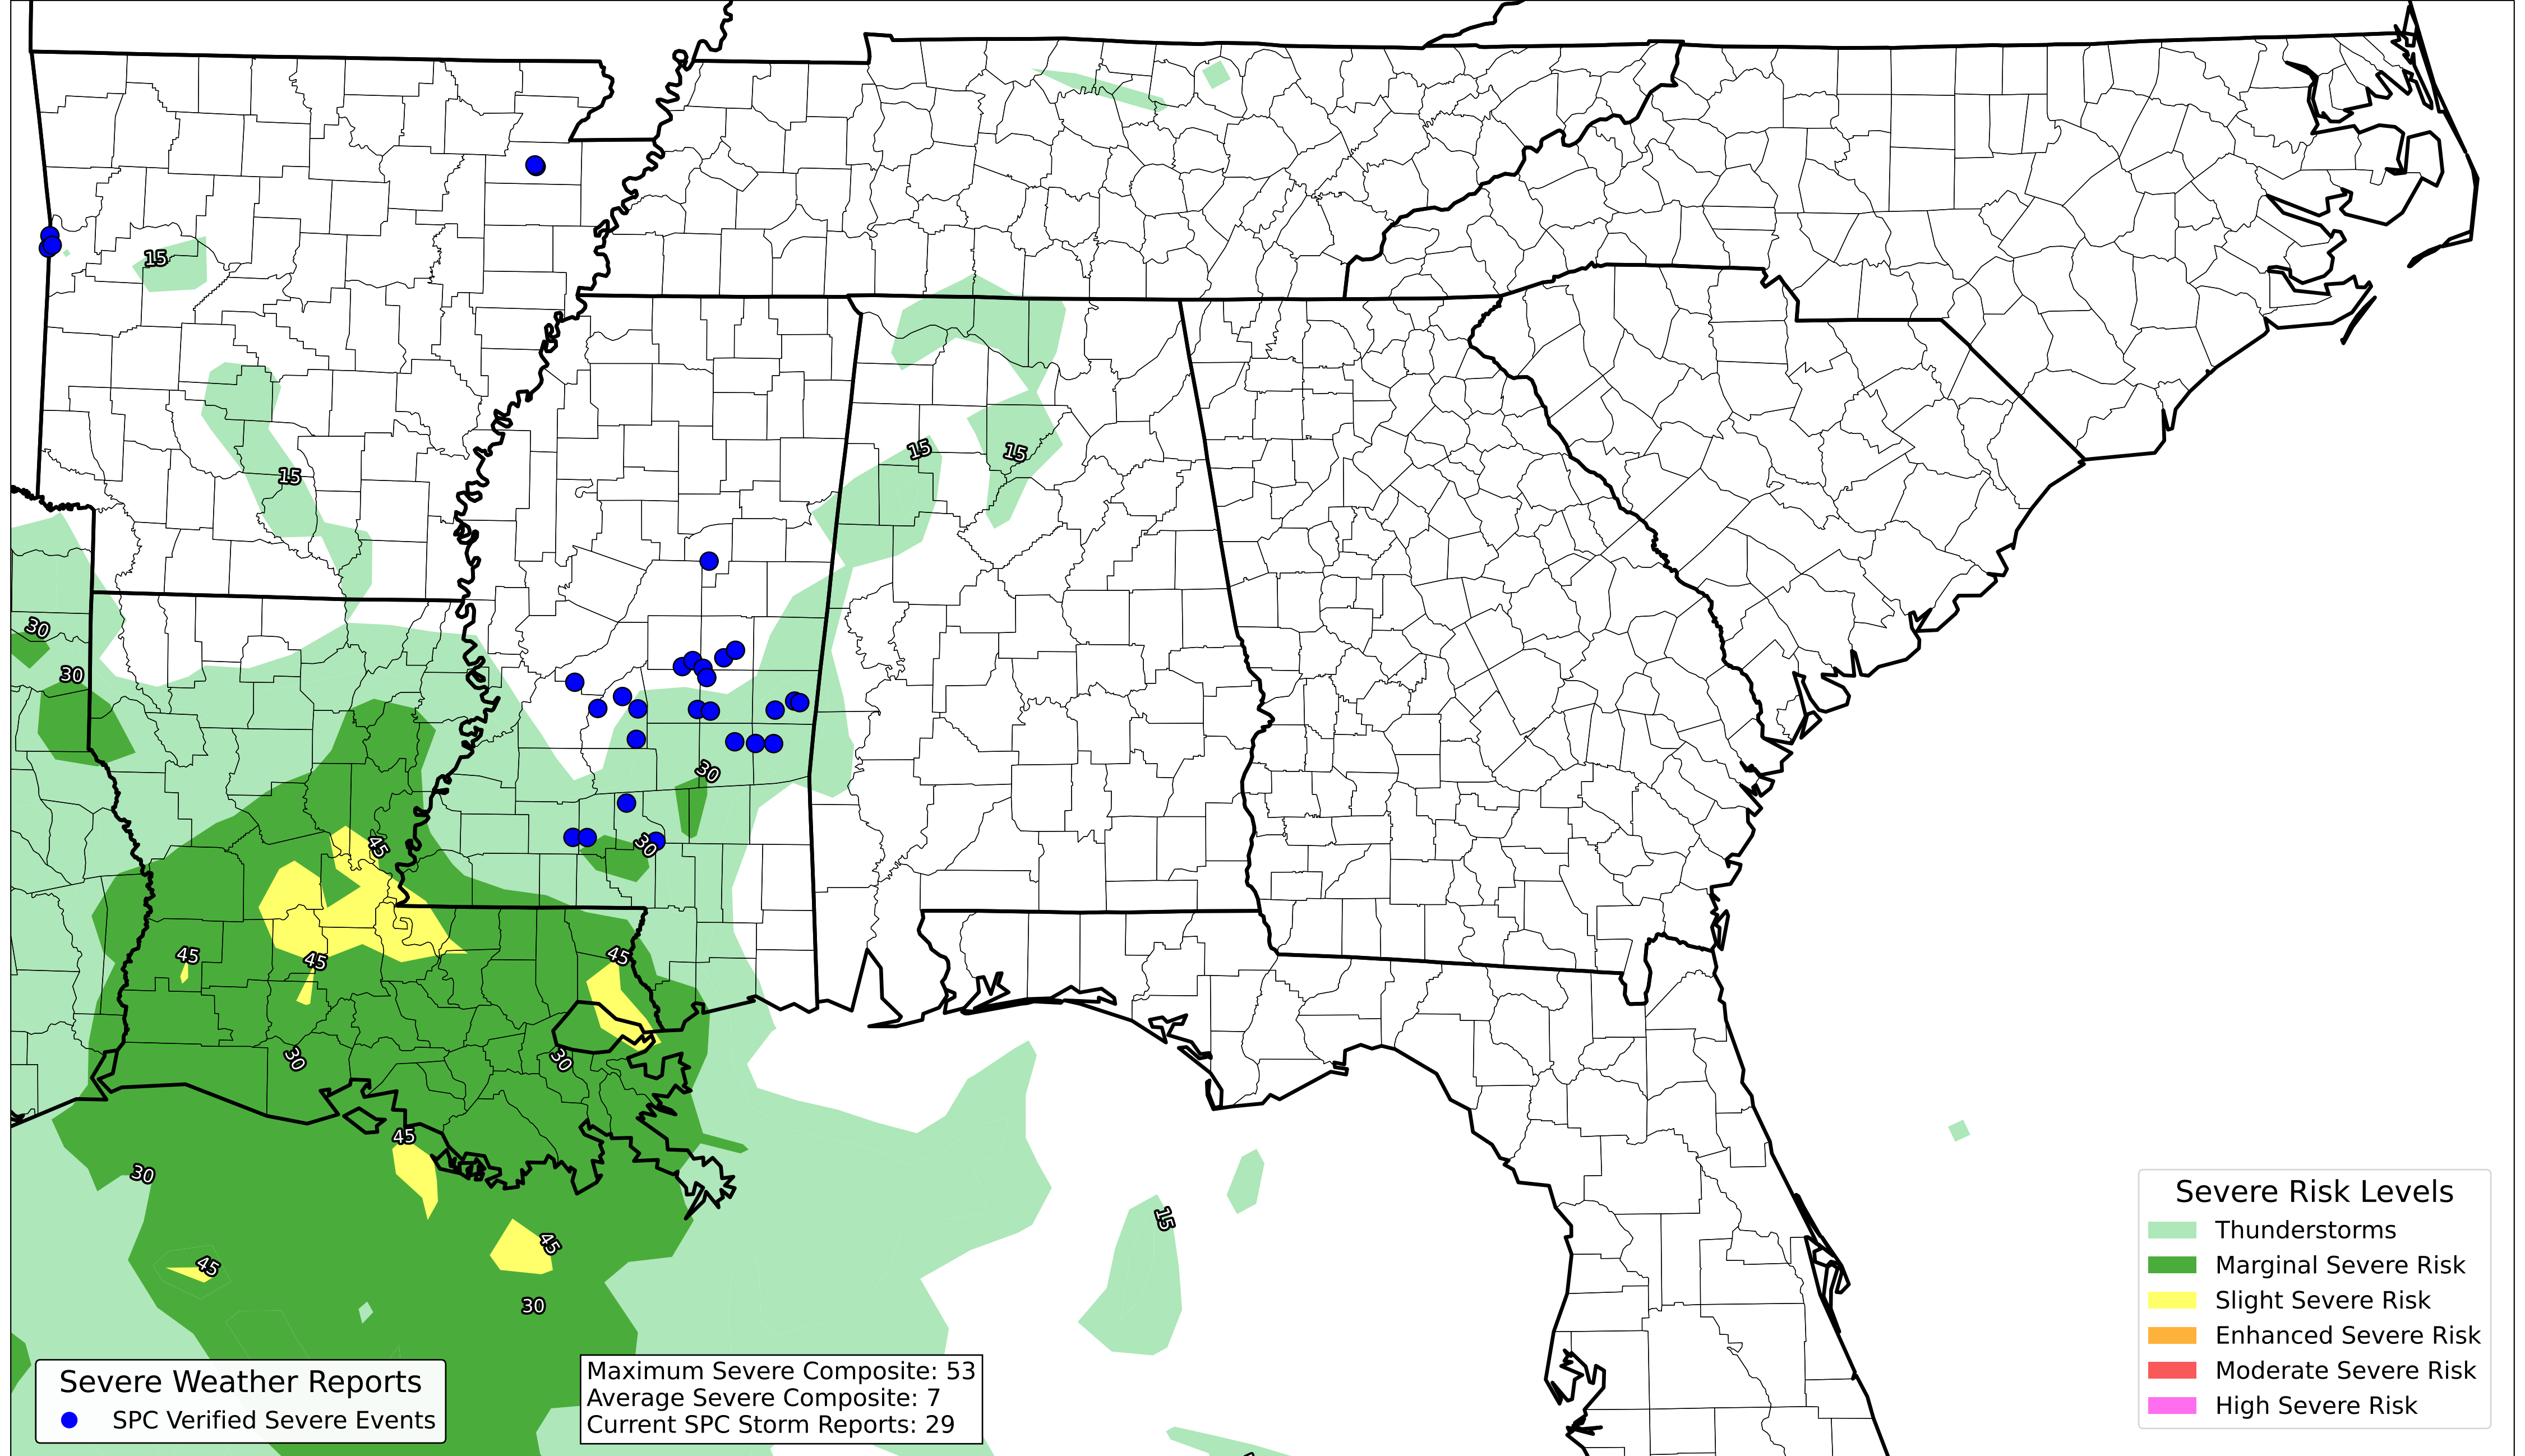 15
15
15
15
30
30
30
45
30
45
45
45
30
30
45
30
15
45
45
30
Severe Risk Levels
Thunderstorms
Marginal Severe Risk
Slight Severe Risk
Enhanced Severe Risk
Moderate Severe Risk
High Severe Risk
Severe Weather Reports
SPC Verified Severe Events
Maximum Severe Composite: 53
Average Severe Composite: 7
Current SPC Storm Reports: 29